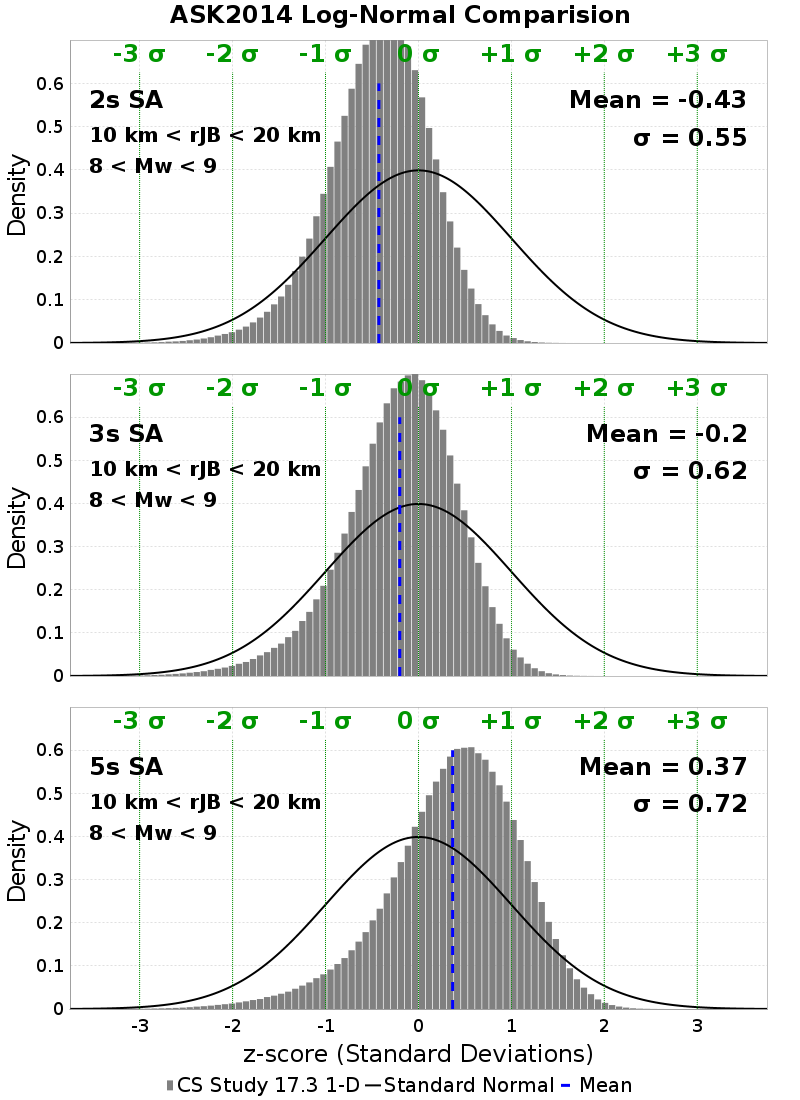 ASK2014 Log-Normal Comparision
-3 σ -2 σ -1 σ 0 σ +1 σ +2 σ +3 σ
2s SA
10 km < rJB < 20 km
8 < Mw < 9
Mean = -0.43
σ = 0.55
Density
0.6
0.5
0.4
0.3
0.2
0.1
0
-3 σ -2 σ -1 σ 0 σ +1 σ +2 σ +3 σ
3s SA
10 km < rJB < 20 km
8 < Mw < 9
Mean = -0.2
σ = 0.62
Density
0.6
0.5
0.4
0.3
0.2
0.1
0
-3 σ -2 σ -1 σ 0 σ +1 σ +2 σ +3 σ
5s SA
10 km < rJB < 20 km
8 < Mw < 9
Mean = 0.37
σ = 0.72
Density
0.6
0.5
0.4
0.3
0.2
0.1
0
-3 -2 -1 0 1 2 3
z-score (Standard Deviations)
CS Study 17.3 1-D Standard Normal Mean